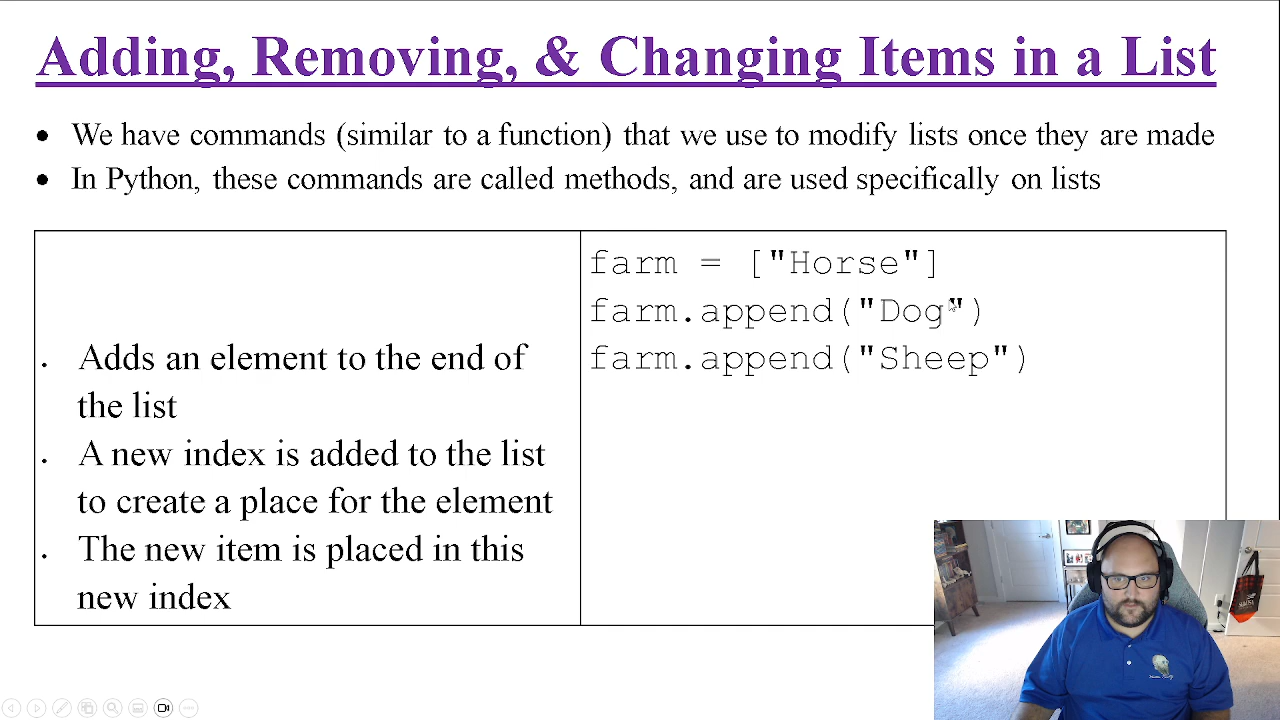 Adding, Removing, & Changing Items in a List
• We have commands (similar to a function) that we use to modify lists once they are made
• In Python, these commands are called methods, and are used specifically on lists
• Adds an element to the end of
the list
• A new index is added to the list
to create a place for the element
• The new item is placed in this
new index
farm = ["Horse"]
farm.append("Dog")
farm.append("Sheep")